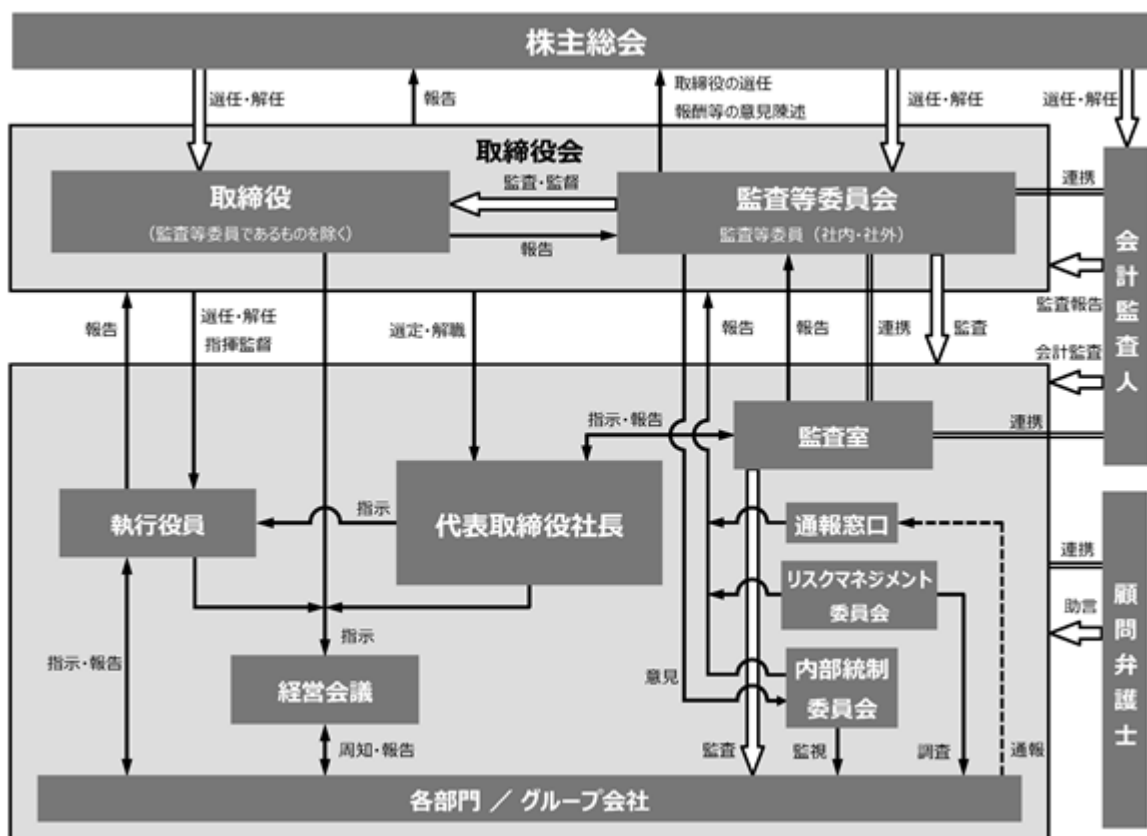 株主総会
選任・解任
報告
取締役の選任
報酬等の意見陳述
選任・解任
選任・解任
取締役会
取締役
(監査等委員であるものを除く)
監査・監督
報告
監査等委員会
監査等委員(社内・社外)
連携
会計監査人
監査報告
会計監査
報告
選任・解任
指揮監督
選定・解職
報告
報告
連携
監査
指示・報告
監査室
連携
執行役員
指示
代表取締役社長
通報窓口
連携
リスクマネジメント
委員会
助言
顧問弁護士
指示・報告
指示
経営会議
意見
内部統制
委員会
周知・報告
監査
監視
調査
通報
各部門 / グループ会社